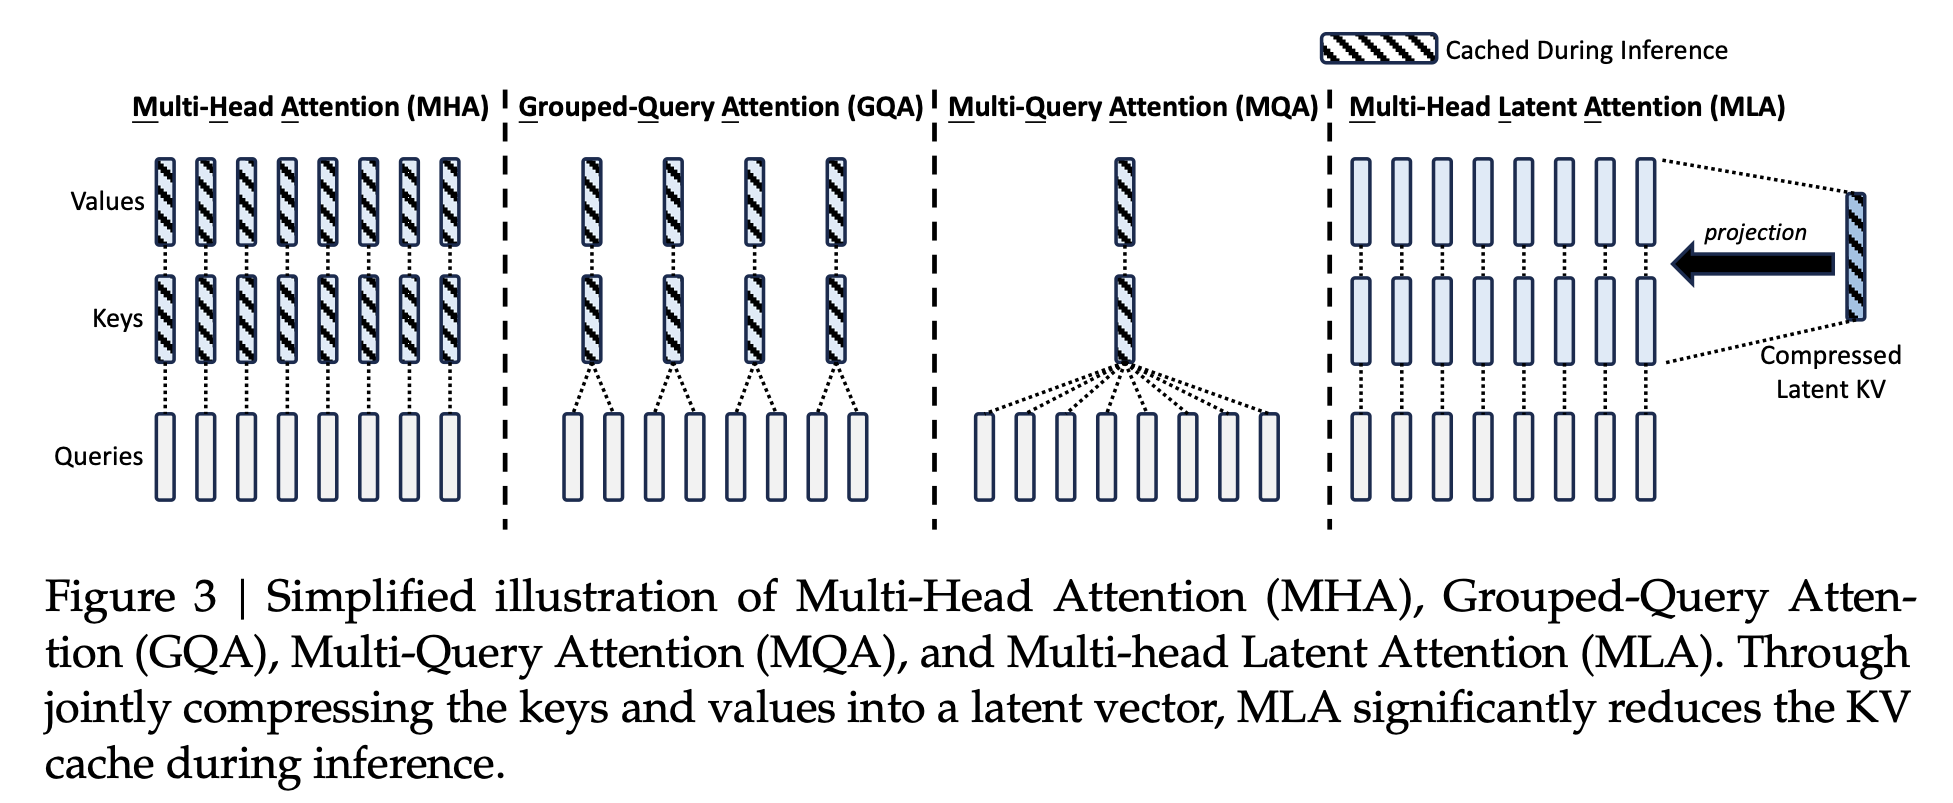 Cached During Inference
Multi-Head Attention (MHA)
Grouped-Query Attention (GQA)
Multi-Query Attention (MQA)
Multi-Head Latent Attention (MLA)
Values
Keys
Queries
projection
Compressed
Latent KV
Figure 3 | Simplified illustration of Multi-Head Attention (MHA), Grouped-Query Atten-
tion (GQA), Multi-Query Attention (MQA), and Multi-head Latent Attention (MLA). Through
jointly compressing the keys and values into a latent vector, MLA significantly reduces the KV
cache during inference.